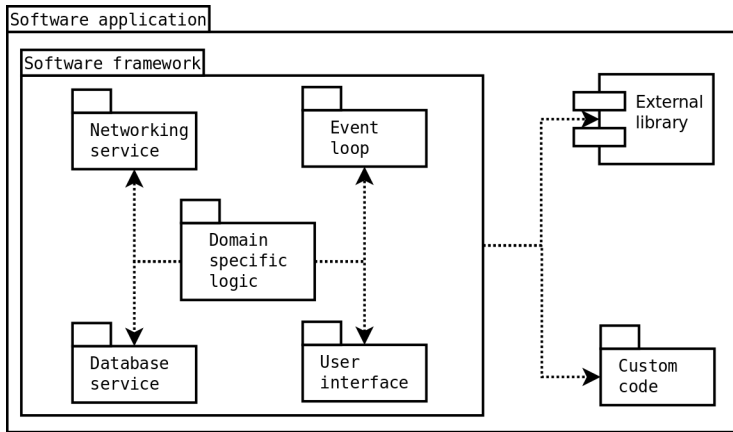 Software application
Software framework
Networking
service
Event
loop
External
library
Domain
specific
logic
Database
service
User
interface
Custom
code